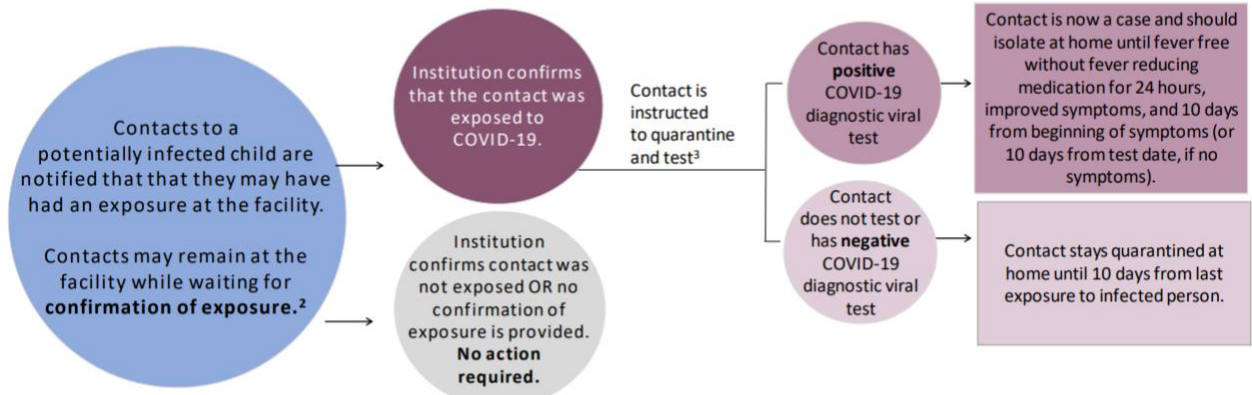 Contacts to a
potentially infected child are
notified that that they may have
had an exposure at the facility.
Contacts may remain at the
facility while waiting for
confirmation of exposure.²
Institution confirms
that the contact was
exposed to
COVID-19.
Institution
confirms contact was
not exposed OR no
confirmation of
exposure is provided.
No action
required.
Contact is
instructed
to quarantine
and test³
Contact has
positive
COVID-19
diagnostic viral
test
Contact is now a case and should
isolate at home until fever free
without fever reducing
medication for 24 hours,
improved symptoms, and 10 days
from beginning of symptoms (or
10 days from test date, if no
symptoms).
Contact
does not test or
has negative
COVID-19
diagnostic viral
test
Contact stays quarantined at
home until 10 days from last
exposure to infected person.